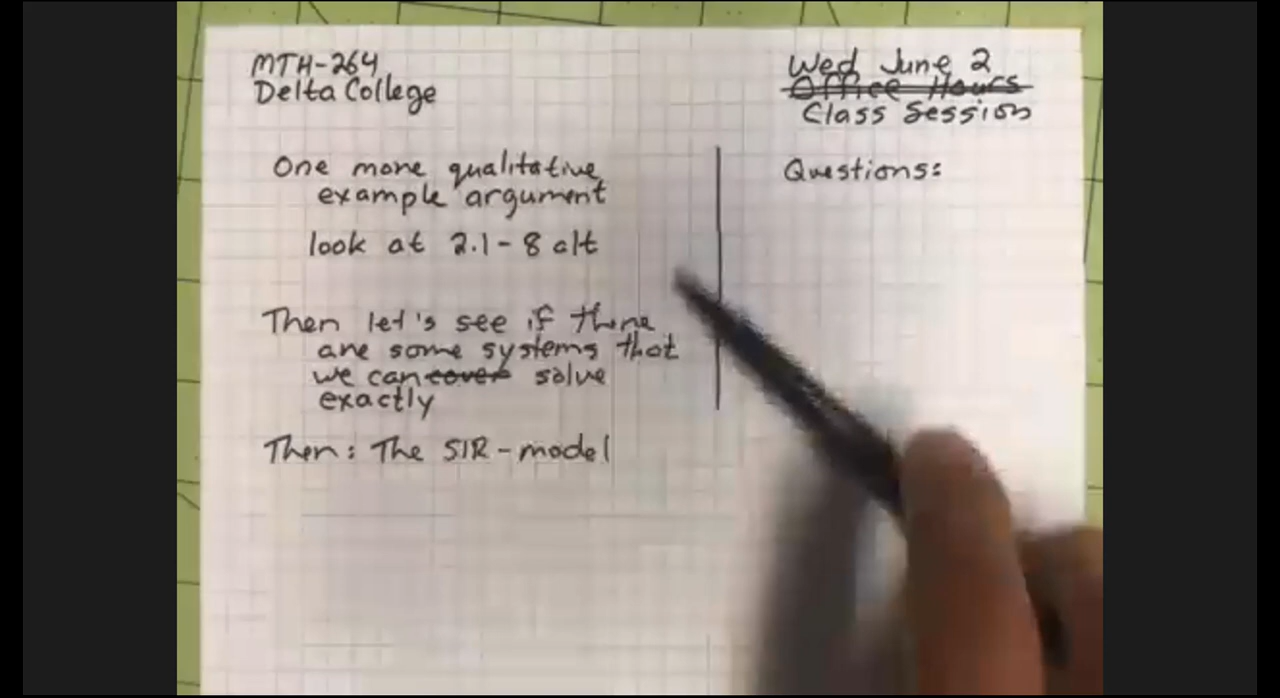 MTH-264
Delta College
Wed June 2
Office Hours
Class Session
One more qualitative
example argument
look at 2.1-8 alt
Then let's see if there
are some systems that
we can cover solve
exactly
Then: The SIR-model
Questions: